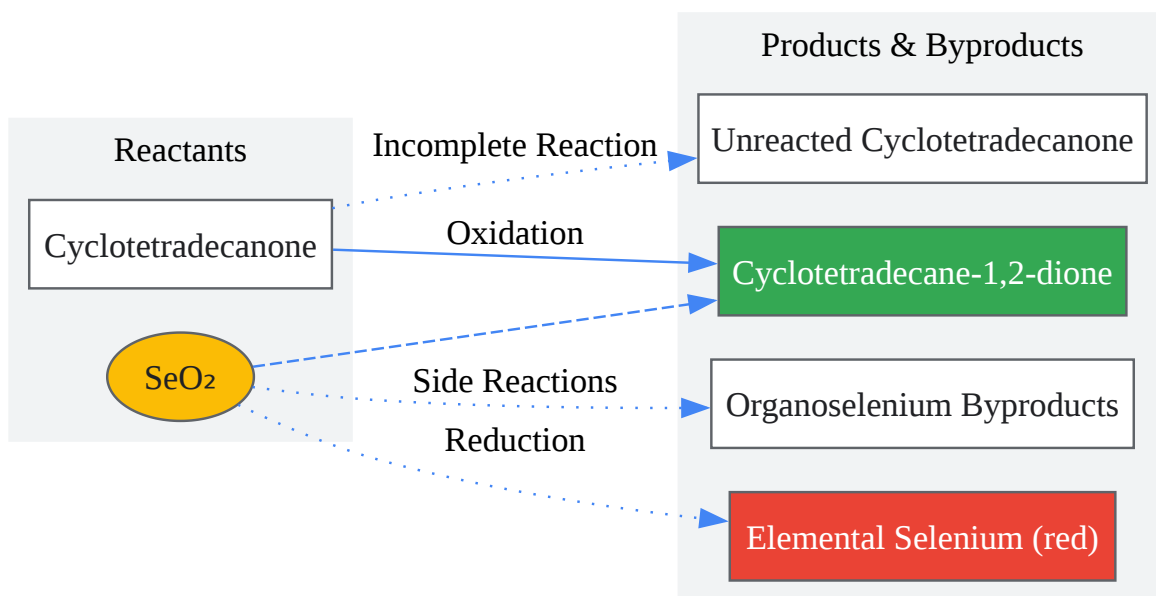 Reactants
Cyclotetradecanone
SeO₂
Incomplete Reaction
Oxidation
Side Reactions
Reduction
Products & Byproducts
Unreacted Cyclotetradecanone
Cyclotetradecane-1,2-dione
Organoselenium Byproducts
Elemental Selenium (red)